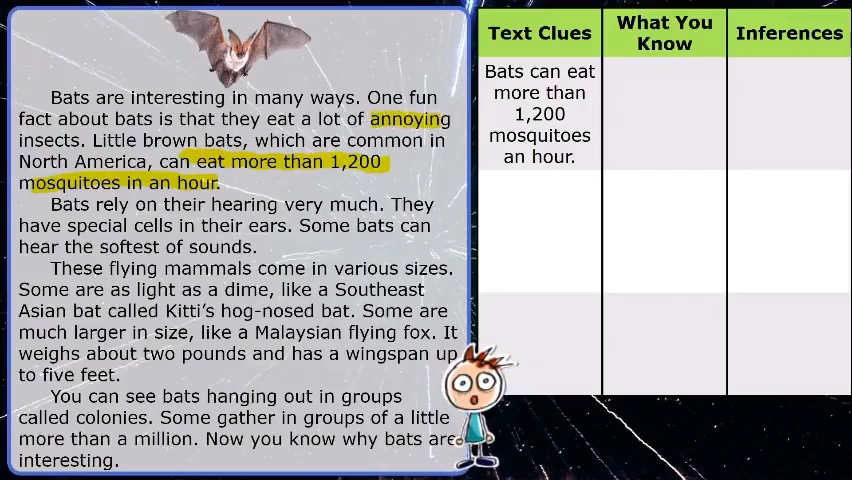 Bats are interesting in many ways. One fun
fact about bats is that they eat a lot of annoying
insects. Little brown bats, which are common in
North America, can eat more than 1,200
mosquitoes in an hour.
Bats rely on their hearing very much. They
have special cells in their ears. Some bats can
hear the softest of sounds.
These flying mammals come in various sizes.
Some are as light as a dime, like a Southeast
Asian bat called Kitti's hog-nosed bat. Some are
much larger in size, like a Malaysian flying fox. It
weighs about two pounds and has a wingspan up
to five feet.
You can see bats hanging out in groups
called colonies. Some gather in groups of a little
more than a million. Now you know why bats are
interesting.
Text Clues
What You
Know
Inferences
Bats can eat
more than
1,200
mosquitoes
an hour.